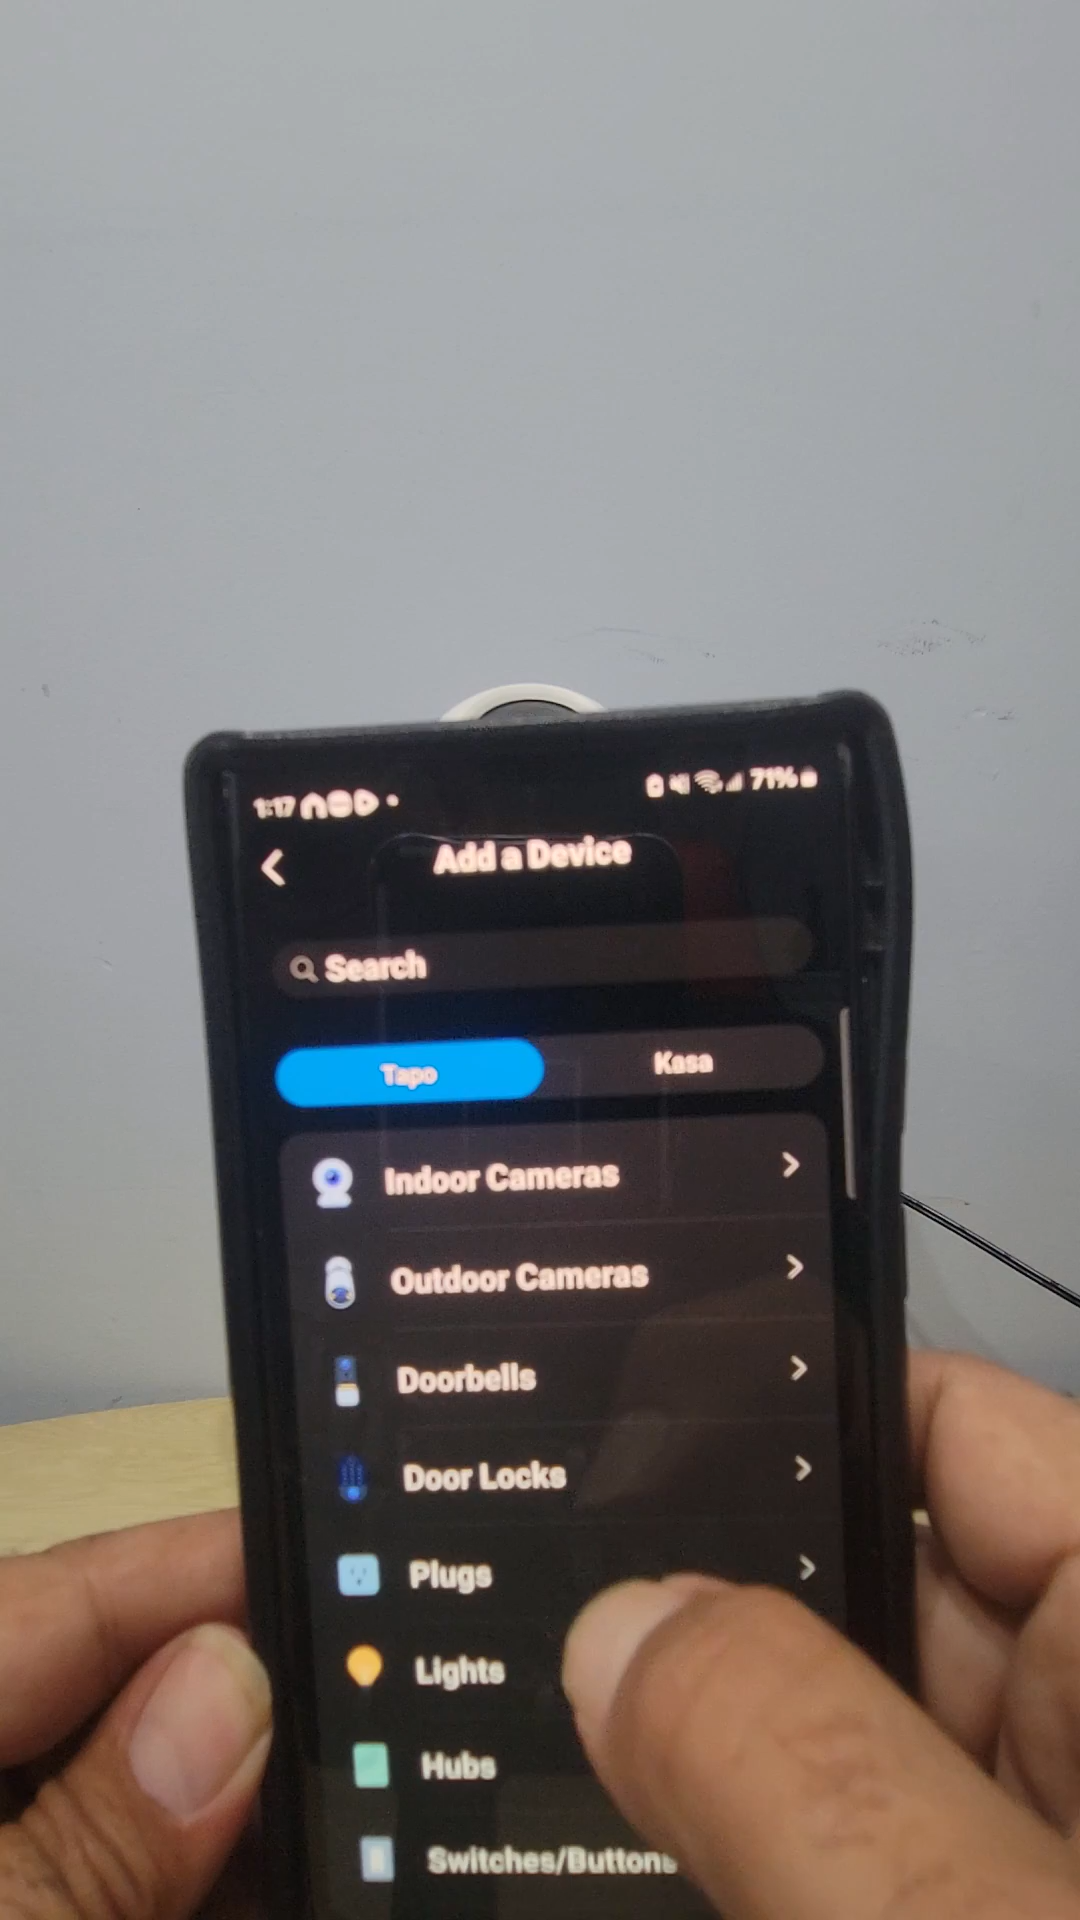 1:17 71%
Add a Device
Search
Tapo Kasa
Indoor Cameras
Outdoor Cameras
Doorbells
Door Locks
Plugs
Lights
Hubs
Switches/Buttons